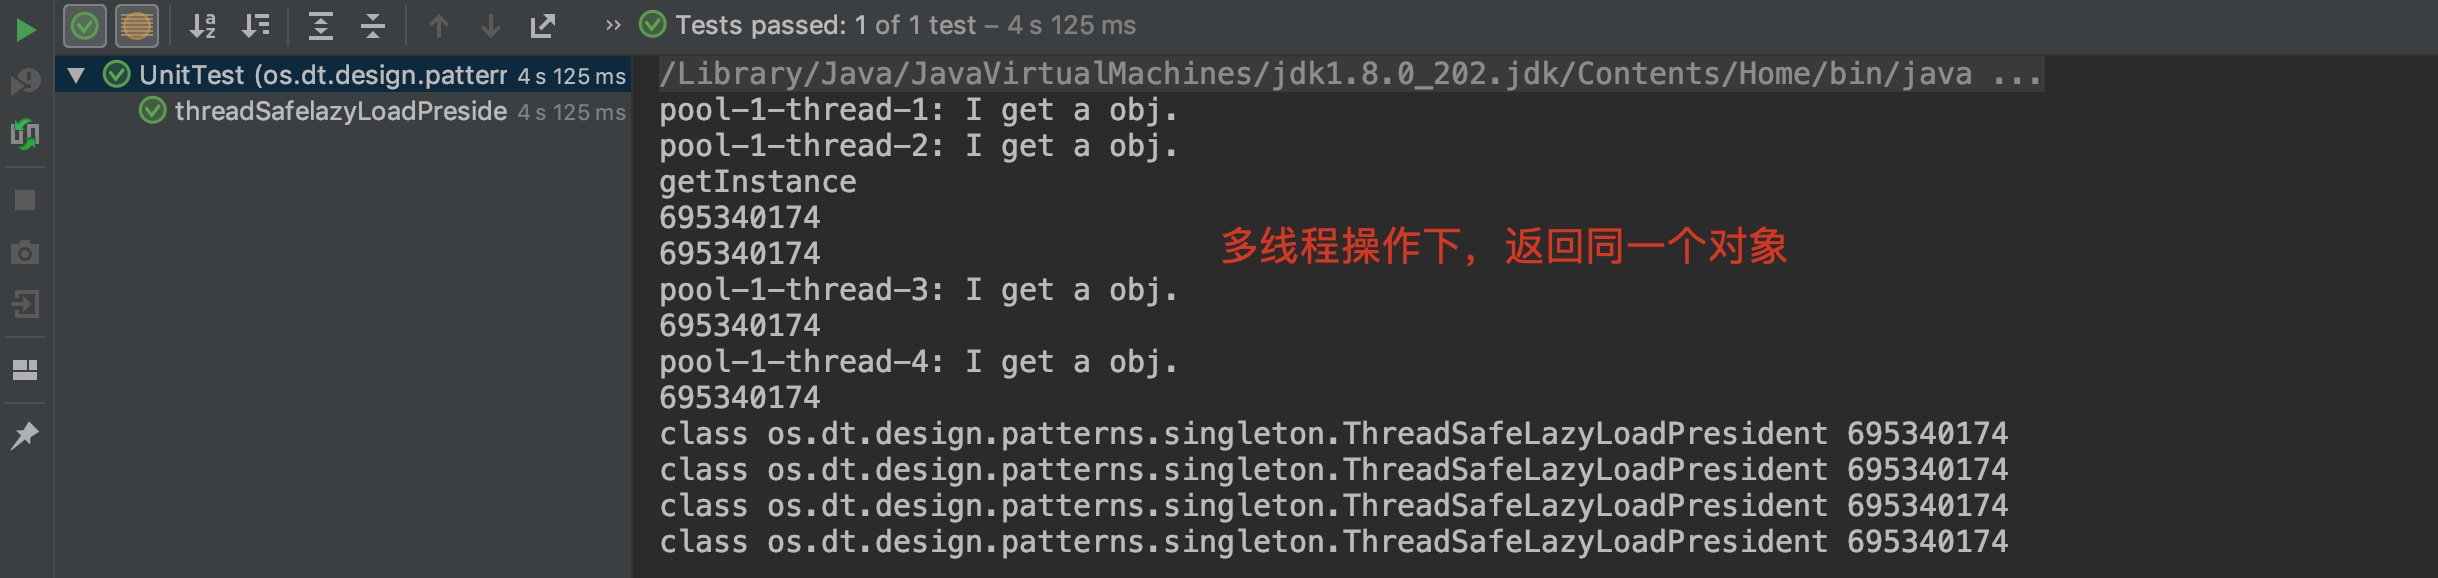 Tests passed: 1 of 1 test – 4 s 125 ms
UnitTest (os.dt.design.patterr 4 s 125 ms
threadSafelazyLoadPreside 4 s 125 ms
/Library/Java/JavaVirtualMachines/jdk1.8.0_202.jdk/Contents/Home/bin/java ...
pool-1-thread-1: I get a obj.
pool-1-thread-2: I get a obj.
getInstance
695340174
695340174
多线程操作下，返回同一个对象
pool-1-thread-3: I get a obj.
695340174
pool-1-thread-4: I get a obj.
695340174
class os.dt.design.patterns.singleton.ThreadSafeLazyLoadPresident 695340174
class os.dt.design.patterns.singleton.ThreadSafeLazyLoadPresident 695340174
class os.dt.design.patterns.singleton.ThreadSafeLazyLoadPresident 695340174
class os.dt.design.patterns.singleton.ThreadSafeLazyLoadPresident 695340174